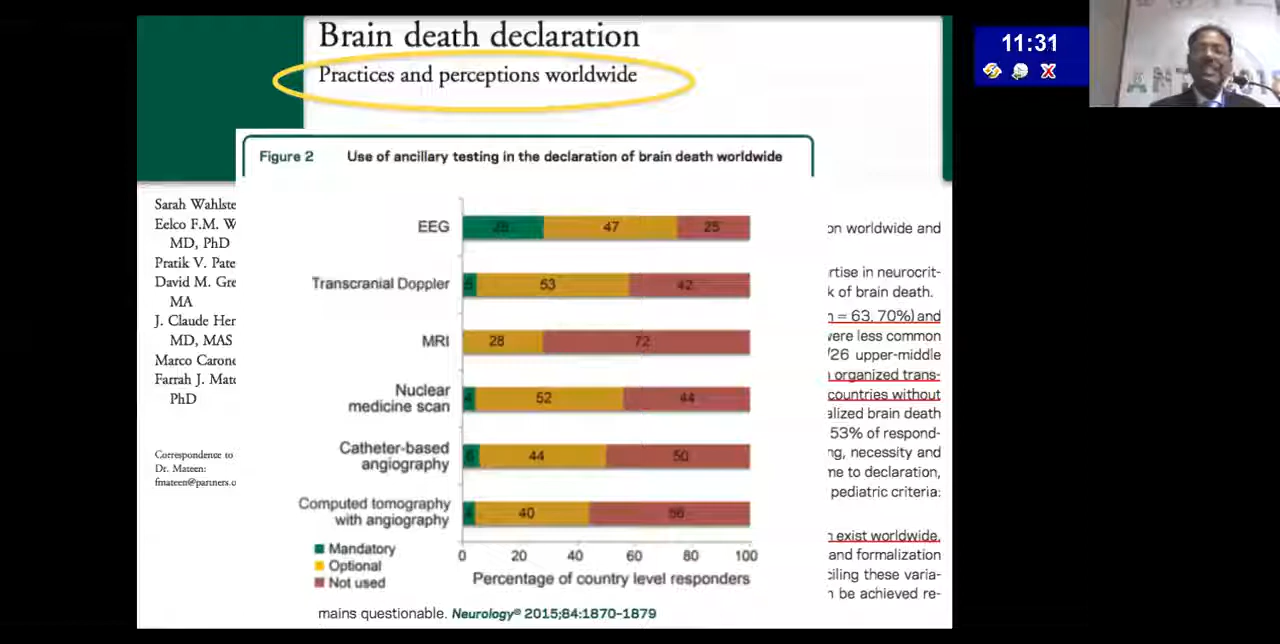 Brain death declaration
Practices and perceptions worldwide
11:31
Figure 2 Use of ancillary testing in the declaration of brain death worldwide
Sarah Wahlste
Eelco F.M. W
MD, PhD
Pratik V. Pate
David M. Gre
MA
J. Claude Her
MD, MAS
Marco Carone
Farrah J. Mate
PhD
Correspondence to
Dr. Mateen:
fmateen@partners.o
EEG 28 47 25
Transcranial Doppler 5 53 42
MRI 28 72
Nuclear
medicine scan 4 52 44
Catheter-based
angiography 6 44 50
Computed tomography
with angiography 4 40 56
Mandatory
Optional
Not used
0 20 40 60 80 100
Percentage of country level responders
on worldwide and
rtise in neurocrit-
k of brain death.
n = 63, 70%) and
were less common
/26 upper-middle
organized trans-
countries without
alized brain death
53% of respond-
ng, necessity and
me to declaration,
pediatric criteria:
n exist worldwide.
and formalization
ciling these varia-
n be achieved re-
mains questionable. Neurology® 2015;84:1870–1879